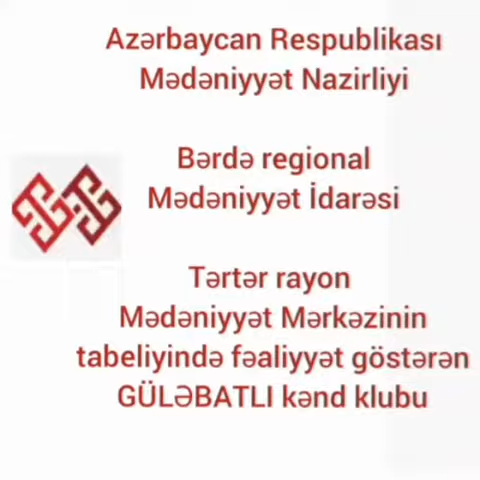 Azərbaycan Respublikası
Mədəniyyət Nazirliyi
Bərdə regional
Mədəniyyət İdarəsi
Tərtər rayon
Mədəniyyət Mərkəzinin
tabeliyində fəaliyyət göstərən
GÜLƏBATLI kənd klubu